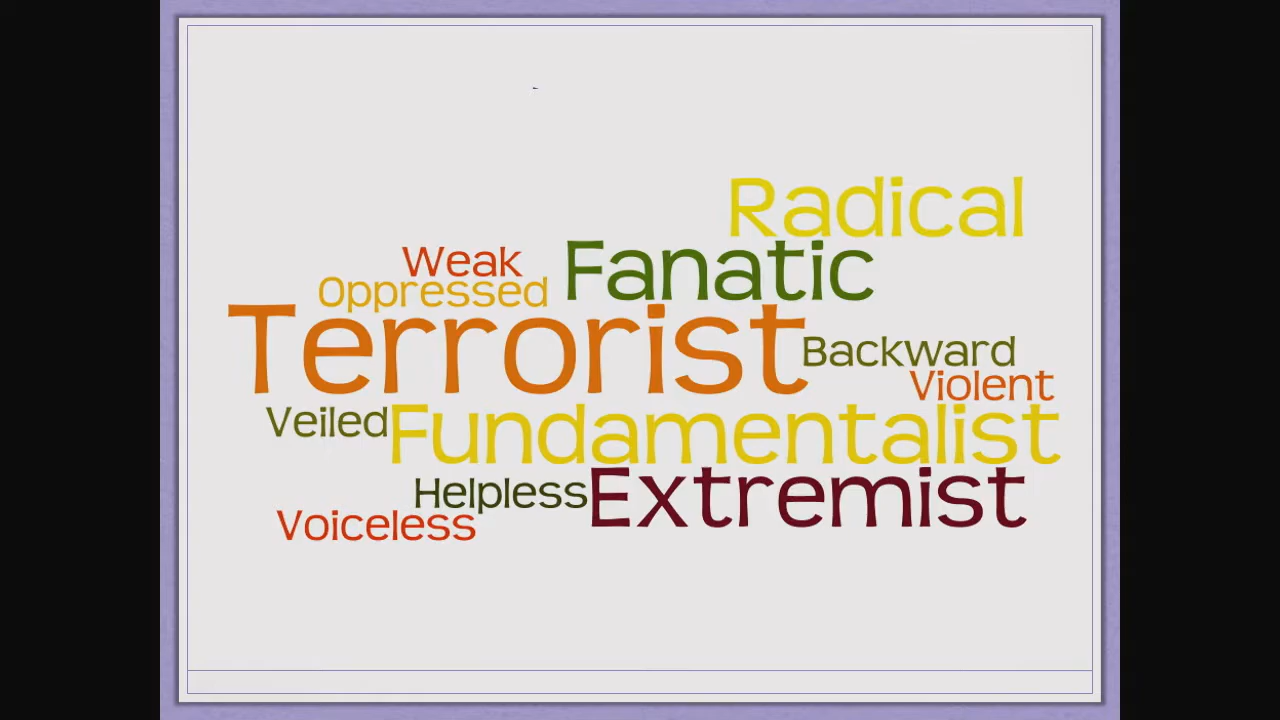 Radical
Weak
Fanatic
Oppressed
Terrorist
Backward
Violent
Veiled
Fundamentalist
Helpless
Extremist
Voiceless